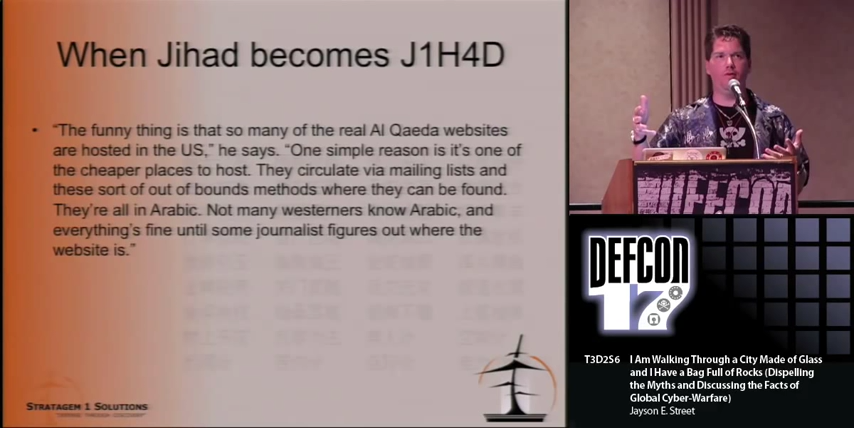 When Jihad becomes J1H4D
• “The funny thing is that so many of the real Al Qaeda websites
are hosted in the US,” he says. “One simple reason is it’s one of
the cheaper places to host. They circulate via mailing lists and
these sort of out of bounds methods where they can be found.
They’re all in Arabic. Not many westerners know Arabic, and
everything’s fine until some journalist figures out where the
website is.”
STRATAGEM 1 SOLUTIONS
DEFCON
DEFCON
17
T3D2S6 I Am Walking Through a City Made of Glass
and I Have a Bag Full of Rocks (Dispelling
the Myths and Discussing the Facts of
Global Cyber-Warfare)
Jayson E. Street